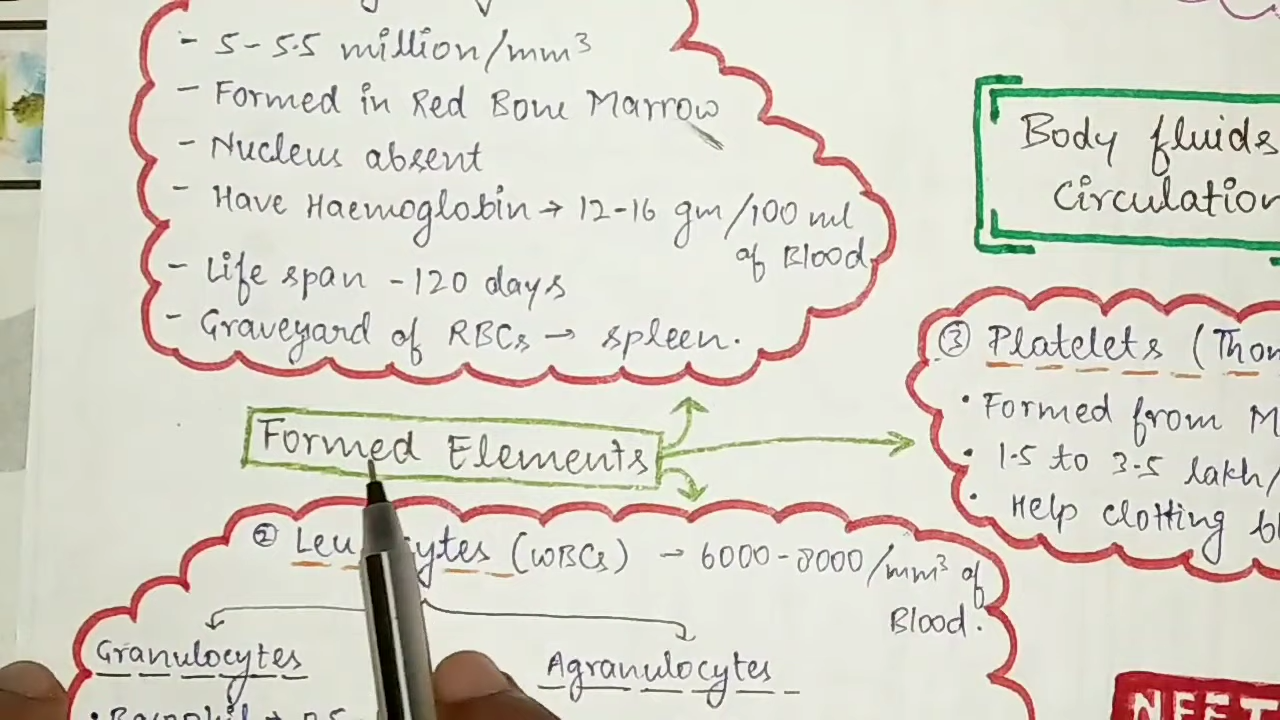 - 5-5.5 million/mm³
- Formed in Red Bone Marrow
- Nucleus absent
- Have Haemoglobin → 12-16 gm/100 ml
of Blood
- Life span - 120 days
- Graveyard of RBCs → spleen.
Formed Elements
② Leu ytes (WBCs) → 6000-8000/mm³ of
Blood.
Granulocytes
Agranulocytes
Body fluids
Circulation
③ Platelets (Thom
• Formed from M
• 1.5 to 3.5 lakh/
• Help clotting bl
NEET